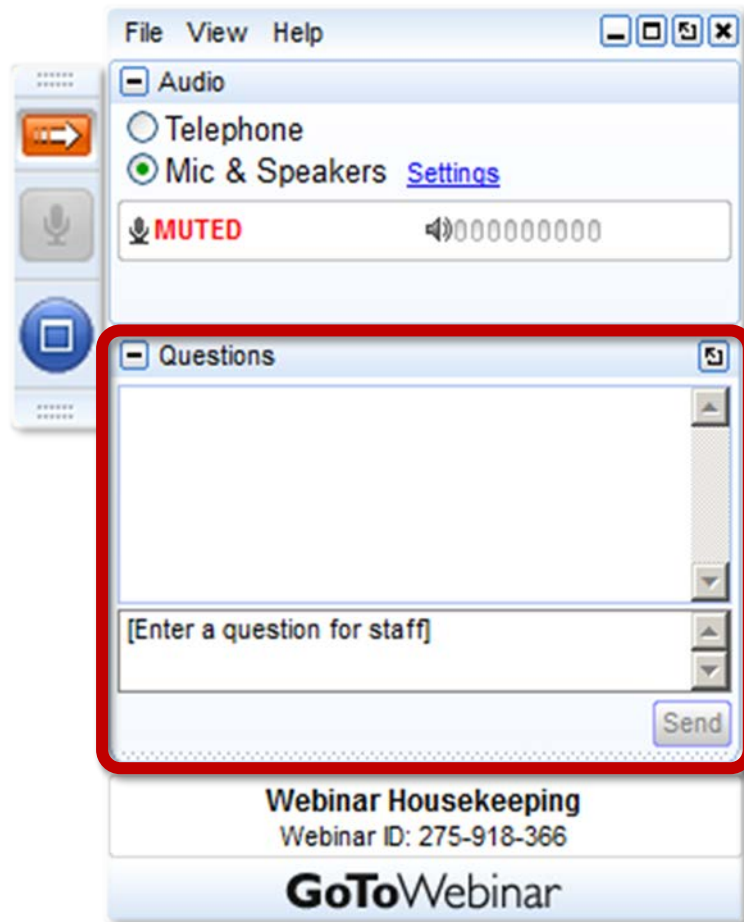 File View Help
Audio
Telephone
Mic & Speakers Settings
MUTED 000000000
Questions
[Enter a question for staff]
Send
Webinar Housekeeping
Webinar ID: 275-918-366
GoToWebinar